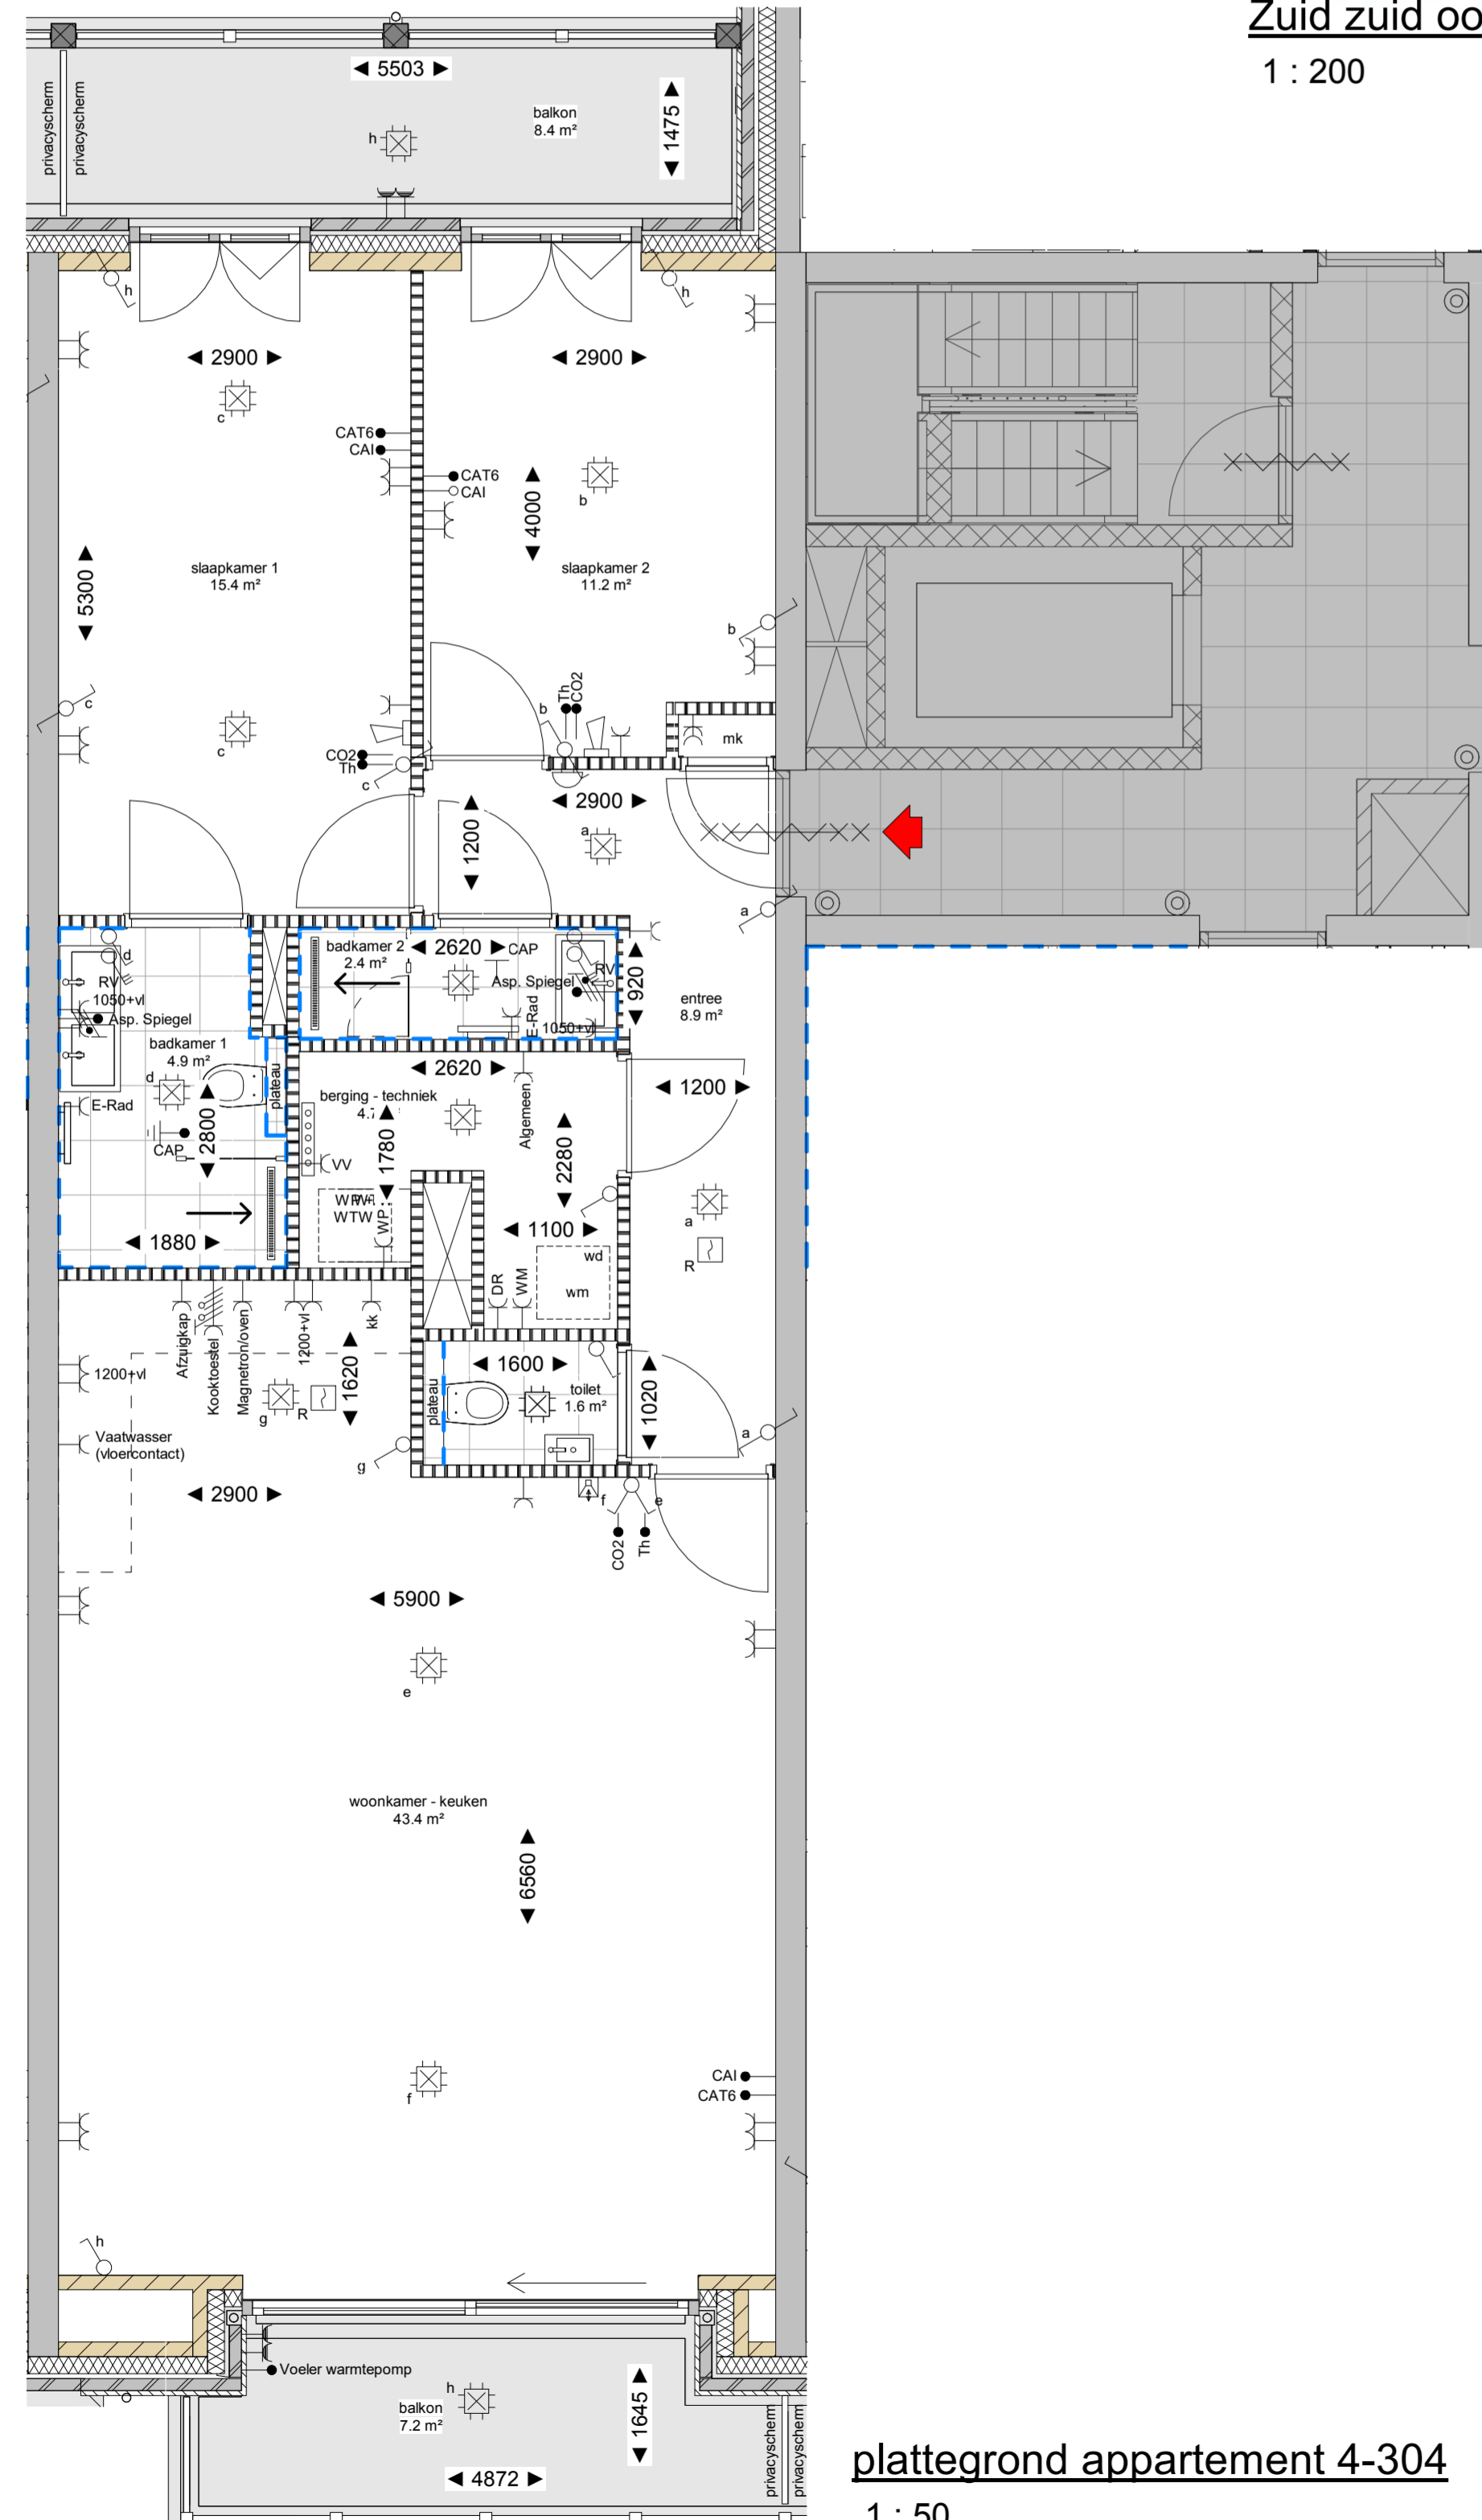 Zuid zuid oo
1 : 200
5503
privacyscherm
privacyscherm
balkon
8.4 m²
1475
h
h
h
2900
2900
c
CAT6
CAI
CAT6
CAI
b
4000
slaapkamer 1
15.4 m²
slaapkamer 2
11.2 m²
5300
b
c
b
Th
CO2
mk
c
CO2
Th
c
2900
1200
a
a
badkamer 2
2.4 m²
2620
CAP
d
RV
1050+vl
Asp. Spiegel
Asp. Spiegel
RV
920
E-Rad
1050+vl
entree
8.9 m²
badkamer 1
4.9 m²
d
plateau
2620
1200
E-Rad
berging - techniek
4.7
Algemeen
2800
CAP
1780
2280
VV
WTW
WP
1880
1100
a
R
wd
wm
DR
WM
Afzuigkap
Kooktoestel
Magnetron/oven
1200+vl
kk
1200+vl
1620
1600
toilet
1.6 m²
plateau
1020
g
R
Vaatwasser
(vloercontact)
g
a
2900
f
e
CO2
Th
5900
e
woonkamer - keuken
43.4 m²
6560
CAI
CAT6
f
h
Voeler warmtepomp
h
balkon
7.2 m²
1645
4872
privacyscherm
privacyscherm
plattegrond appartement 4-304
1 : 50